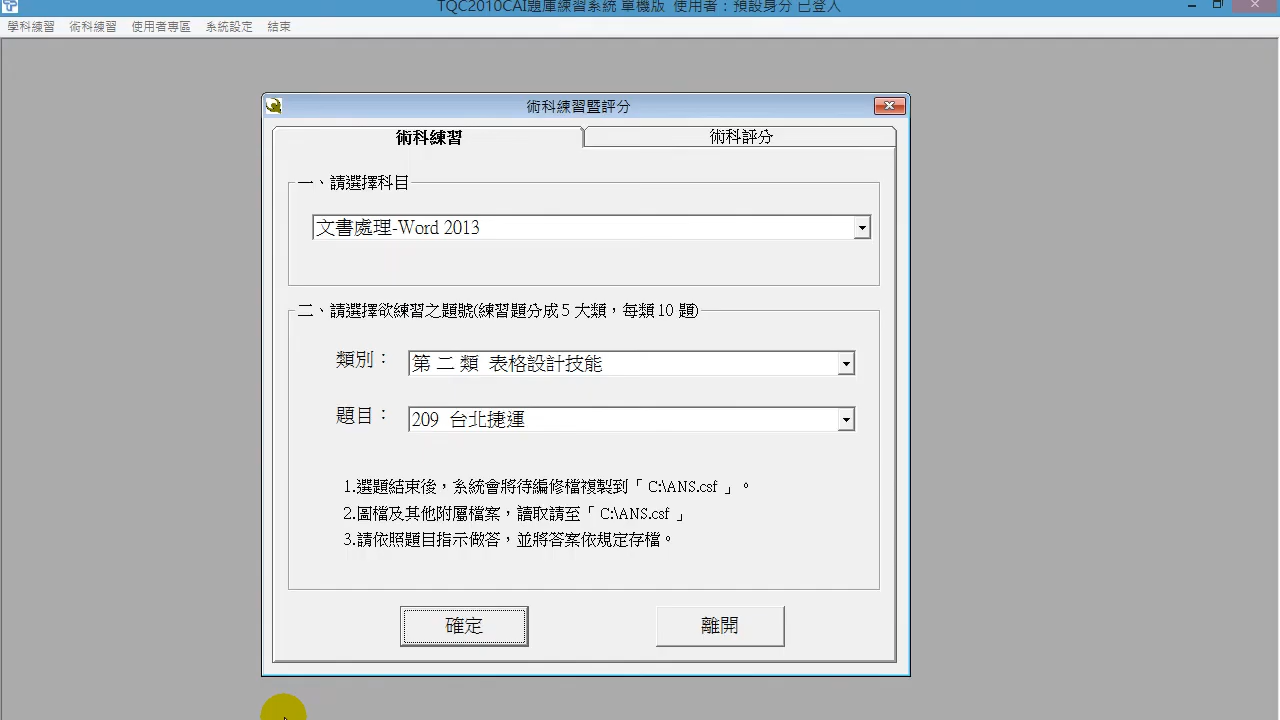 TQC2010CAI題庫練習系統 單機版 使用者：預設身分 已登入
學科練習 術科練習 使用者專區 系統設定 結束
術科練習暨評分
術科練習 術科評分
一、請選擇科目
文書處理-Word 2013
二、請選擇欲練習之題號(練習題分成 5 大類，每類 10 題)
類別： 第 二 類 表格設計技能
題目： 209 台北捷運
1.選題結束後，系統會將待編修檔複製到「 C:\ANS.csf 」。
2.圖檔及其他附屬檔案，讀取請至「 C:\ANS.csf 」
3.請依照題目指示做答，並將答案依規定存檔。
確定 離開